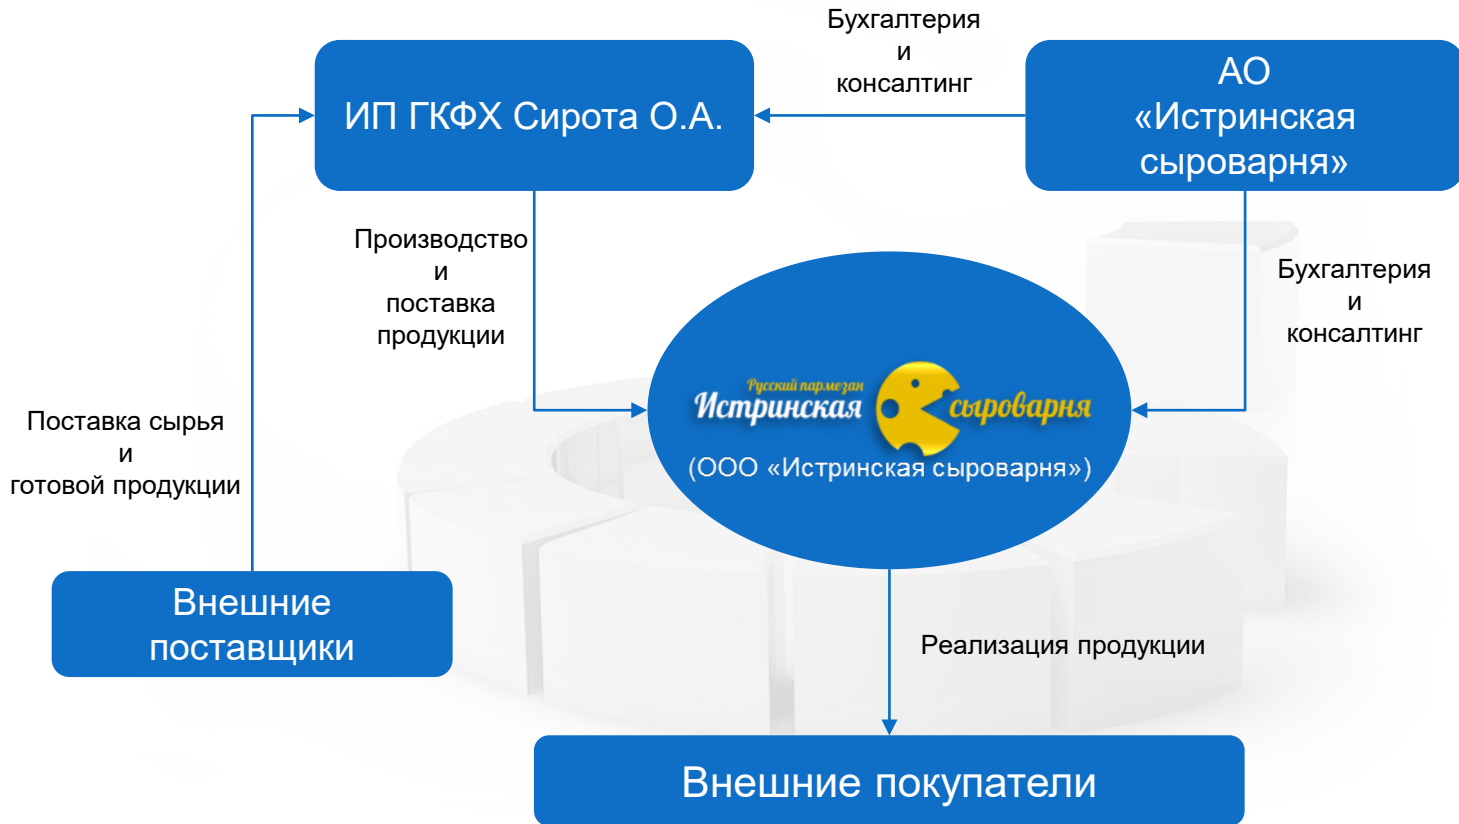 Бухгалтерия
и
консалтинг
ИП ГКФХ Сирота О.А.
АО
«Истринская
сыроварня»
Производство
и
поставка
продукции
Бухгалтерия
и
консалтинг
Русский пармезан
Истринская сыроварня
(ООО «Истринская сыроварня»)
Поставка сырья
и
готовой продукции
Внешние
поставщики
Реализация продукции
Внешние покупатели